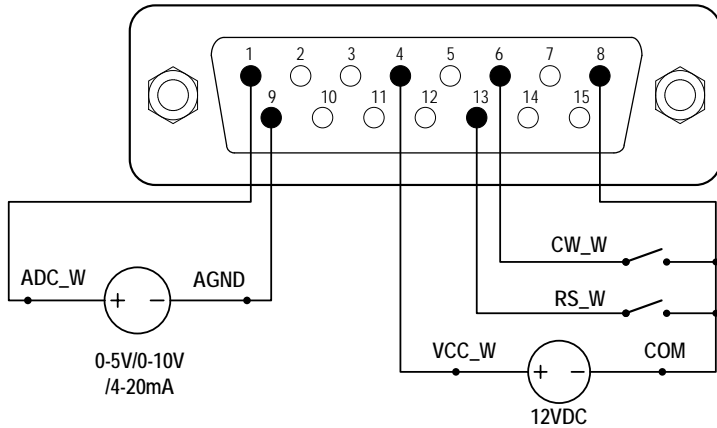 1 2 3 4 5 6 7 8
9 10 11 12 13 14 15
CW_W
ADC_W AGND
RS_W
0-5V/0-10V
/4-20mA
VCC_W COM
12VDC